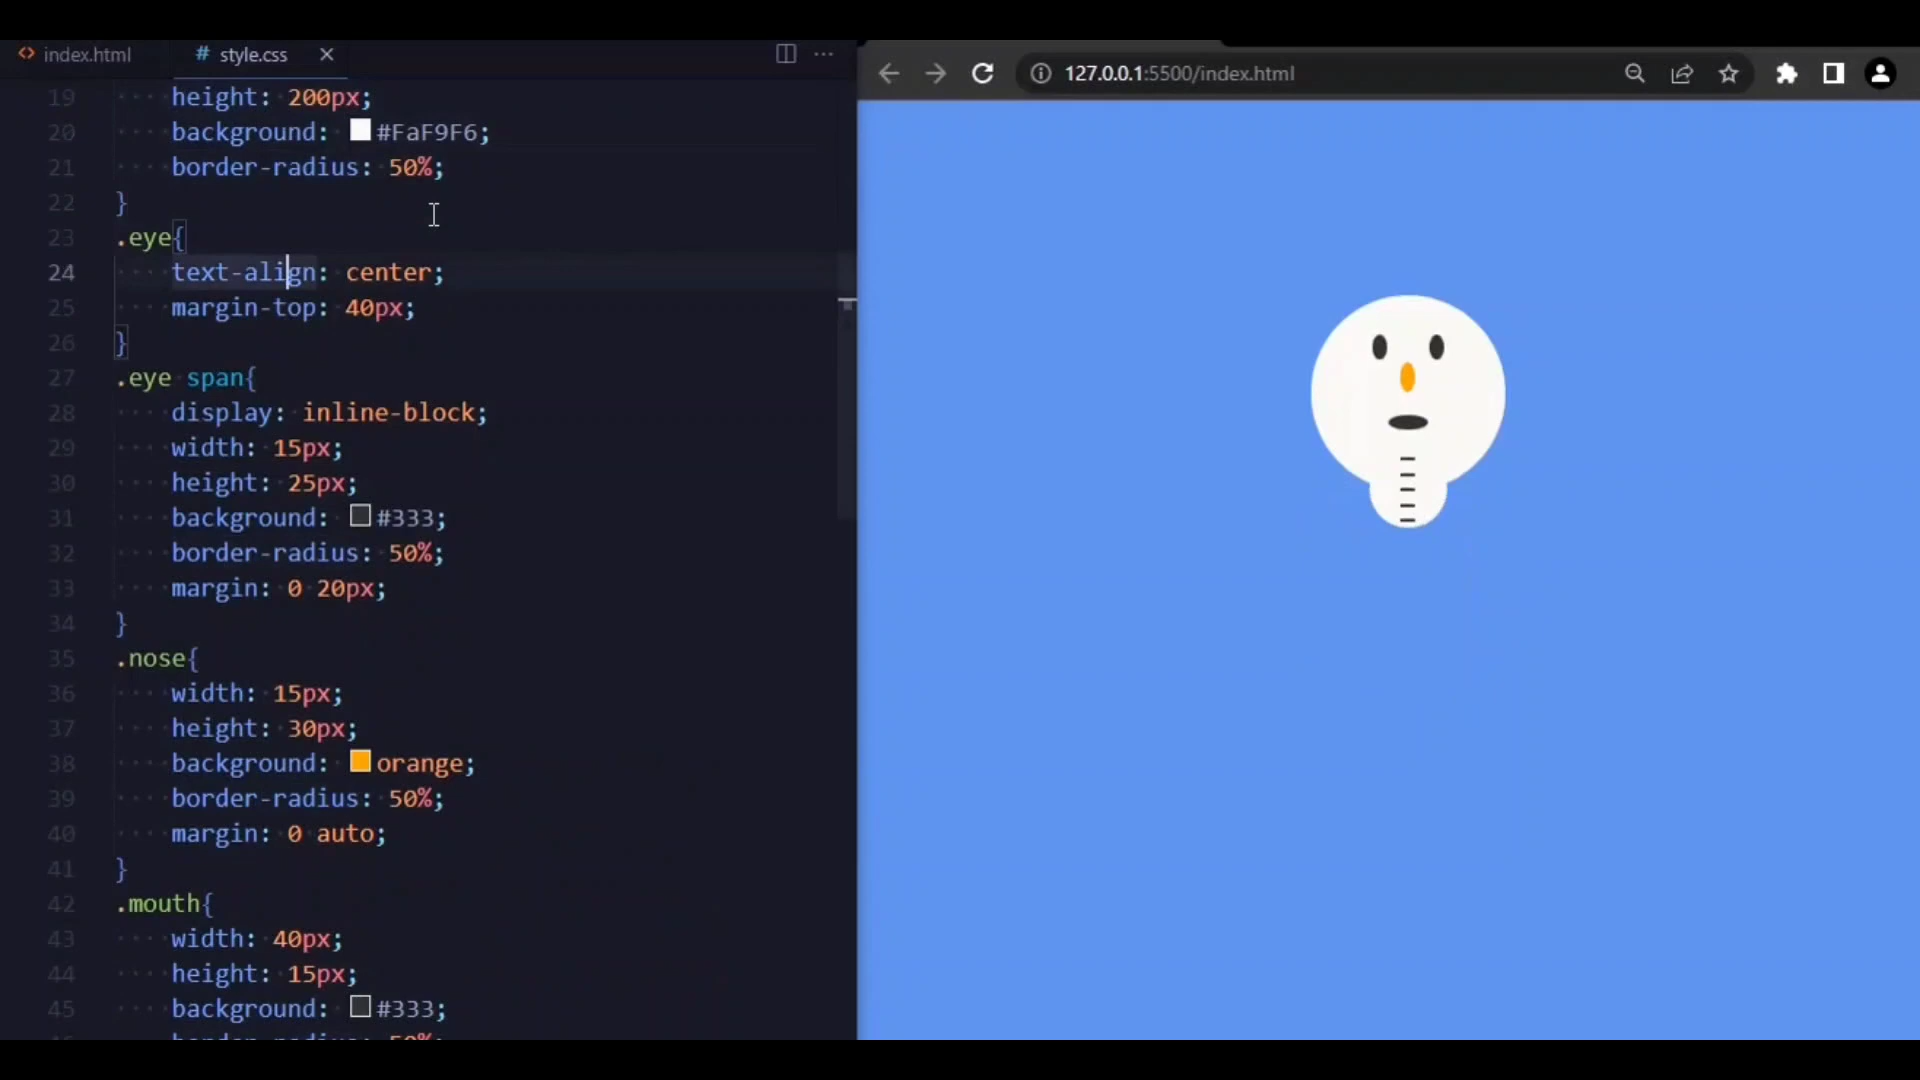 index.html
# style.css
127.0.0.1:5500/index.html
19 height: 200px;
20 background: #FaF9F6;
21 border-radius: 50%;
22 }
23 .eye{
24 text-align: center;
25 margin-top: 40px;
26 }
27 .eye span{
28 display: inline-block;
29 width: 15px;
30 height: 25px;
31 background: #333;
32 border-radius: 50%;
33 margin: 0 20px;
34 }
35 .nose{
36 width: 15px;
37 height: 30px;
38 background: orange;
39 border-radius: 50%;
40 margin: 0 auto;
41 }
42 .mouth{
43 width: 40px;
44 height: 15px;
45 background: #333;